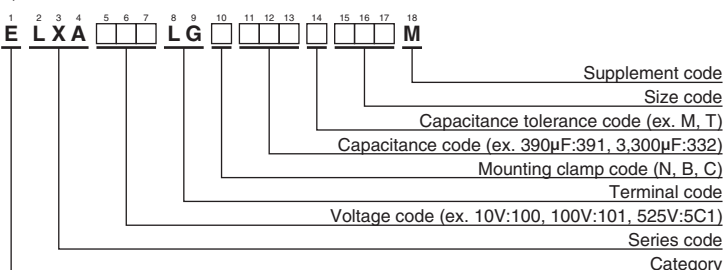 1 2 3 4 5 6 7 8 9 10 11 12 13 14 15 16 17 18
E L X A □□□ L G □ □□□ □ □□□ M
Supplement code
Size code
Capacitance tolerance code (ex. M, T)
Capacitance code (ex. 390μF:391, 3,300μF:332)
Mounting clamp code (N, B, C)
Terminal code
Voltage code (ex. 10V:100, 100V:101, 525V:5C1)
Series code
Category